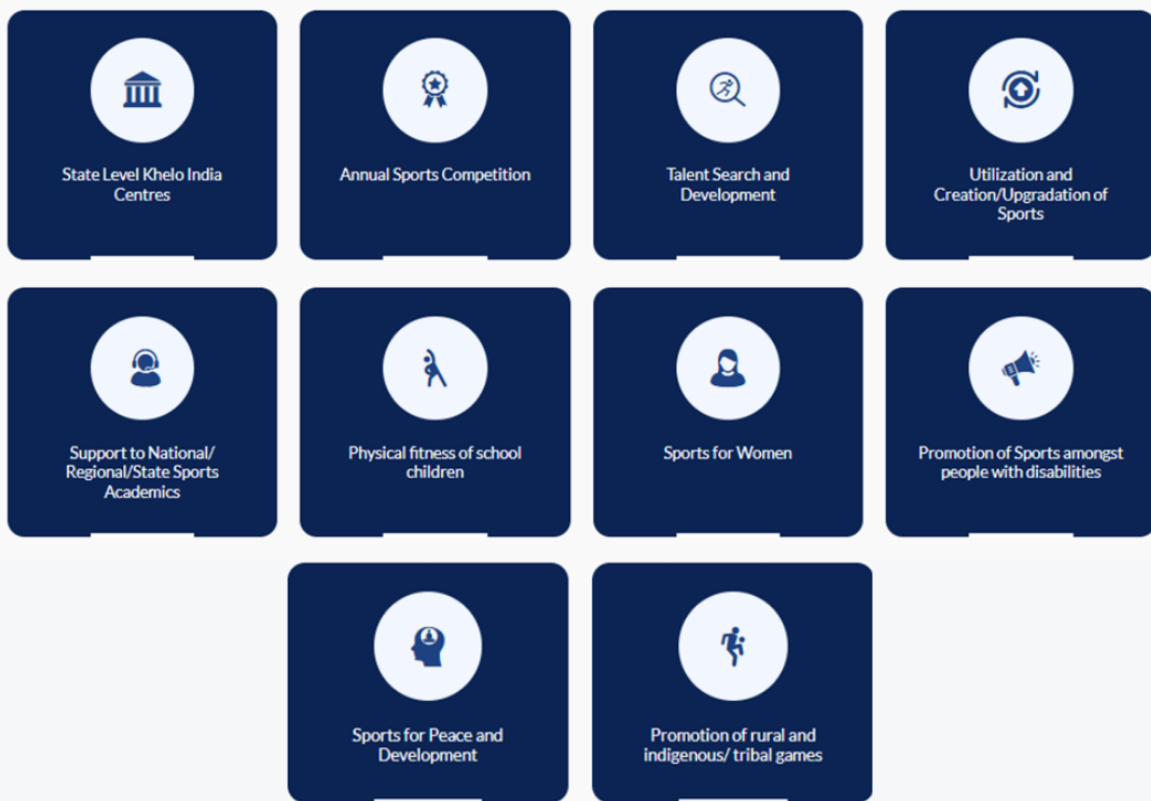 State Level Khelo India
Centres
Annual Sports Competition
Talent Search and
Development
Utilization and
Creation/Upgradation of
Sports
Support to National/
Regional/State Sports
Academics
Physical fitness of school
children
Sports for Women
Promotion of Sports amongst
people with disabilities
Sports for Peace and
Development
Promotion of rural and
indigenous/ tribal games